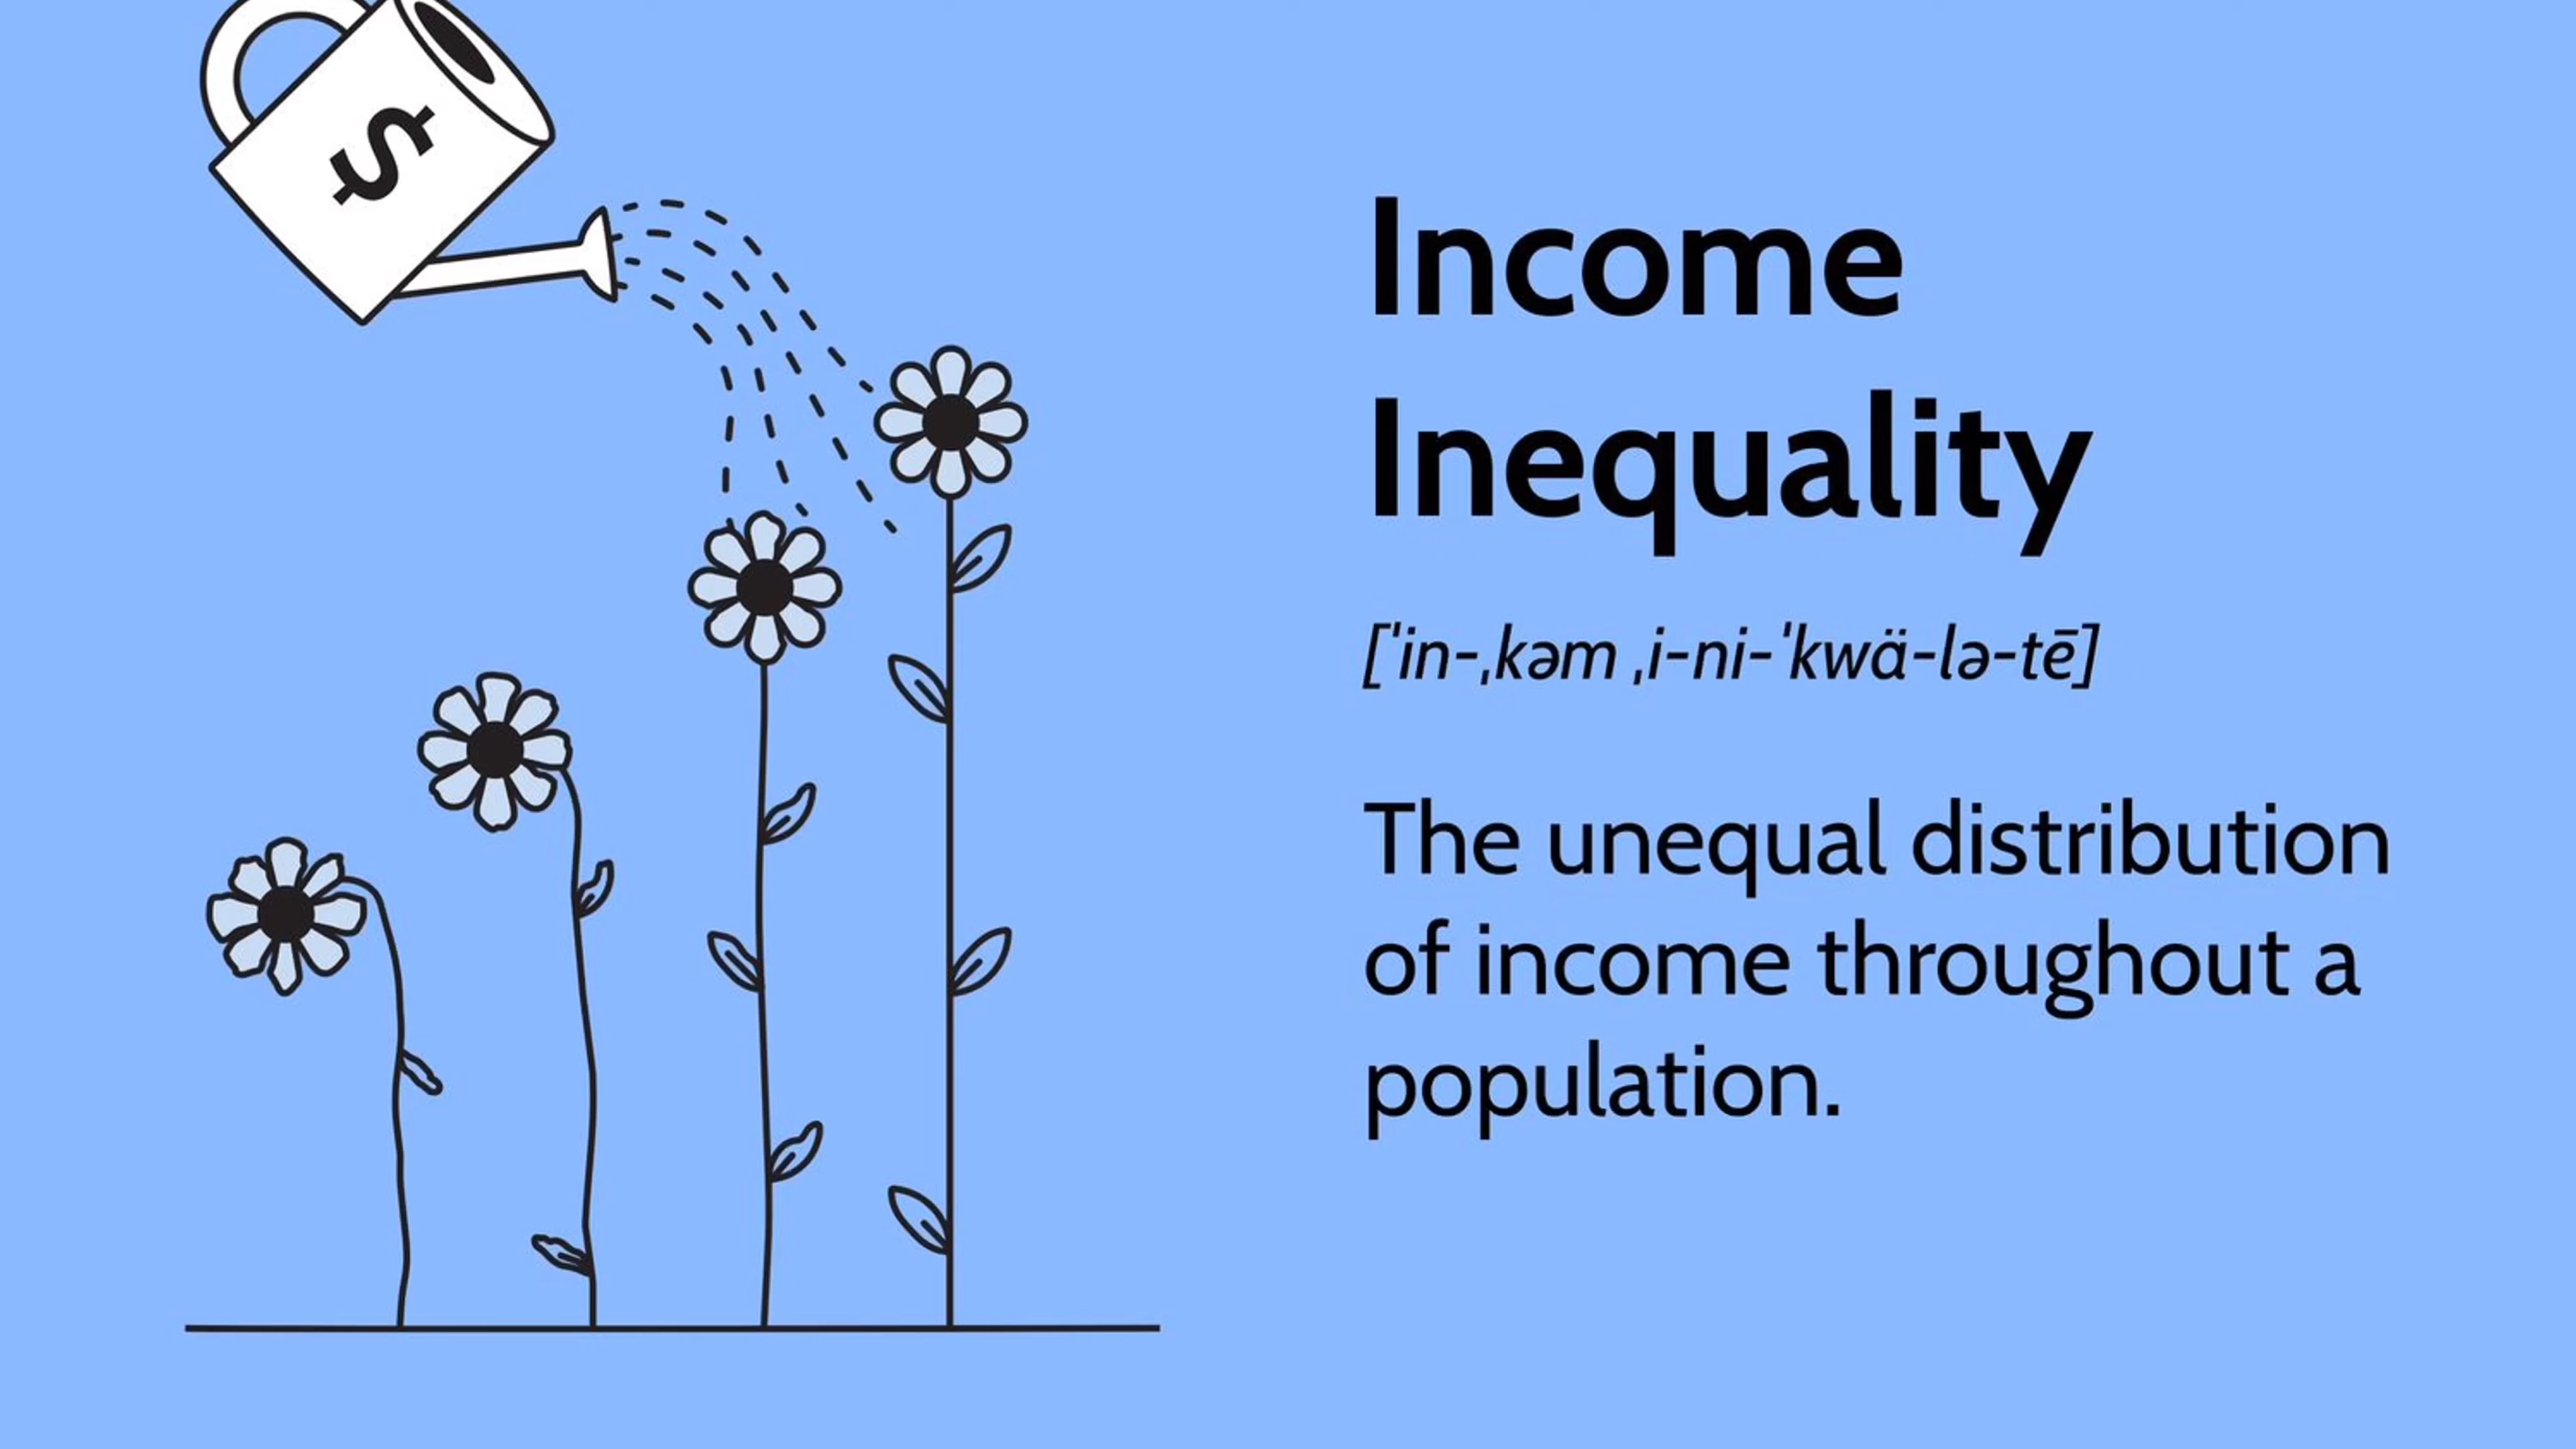 $
Income
Inequality
[ˈin-ˌkəm ˌi-ni-ˈkwä-lə-tē]
The unequal distribution
of income throughout a
population.